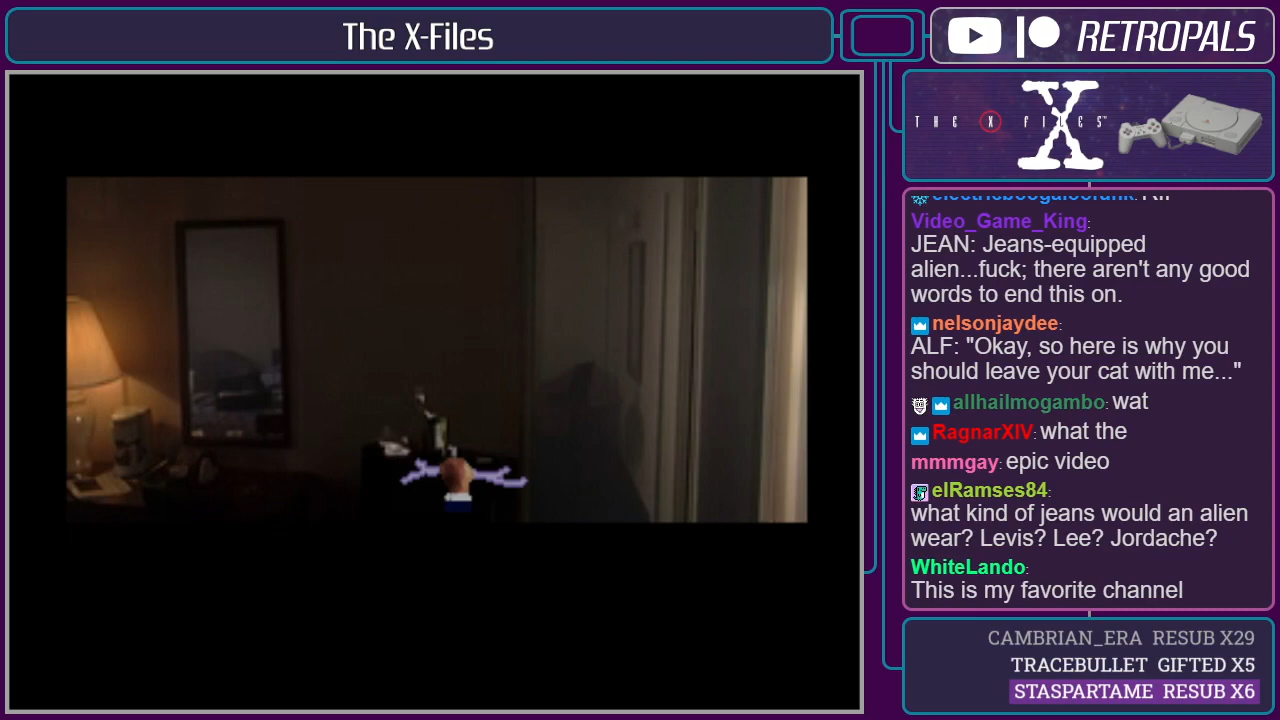 The X-Files
RETROPALS
THE X FILES™
X
Video_Game_King:
JEAN: Jeans-equipped
alien...fuck; there aren't any good
words to end this on.
nelsonjaydee:
ALF: "Okay, so here is why you
should leave your cat with me..."
allhailmogambo: wat
RagnarXIV: what the
mmmgay: epic video
elRamses84:
what kind of jeans would an alien
wear? Levis? Lee? Jordache?
WhiteLando:
This is my favorite channel
CAMBRIAN_ERA RESUB X29
TRACEBULLET GIFTED X5
STASPARTAME RESUB X6